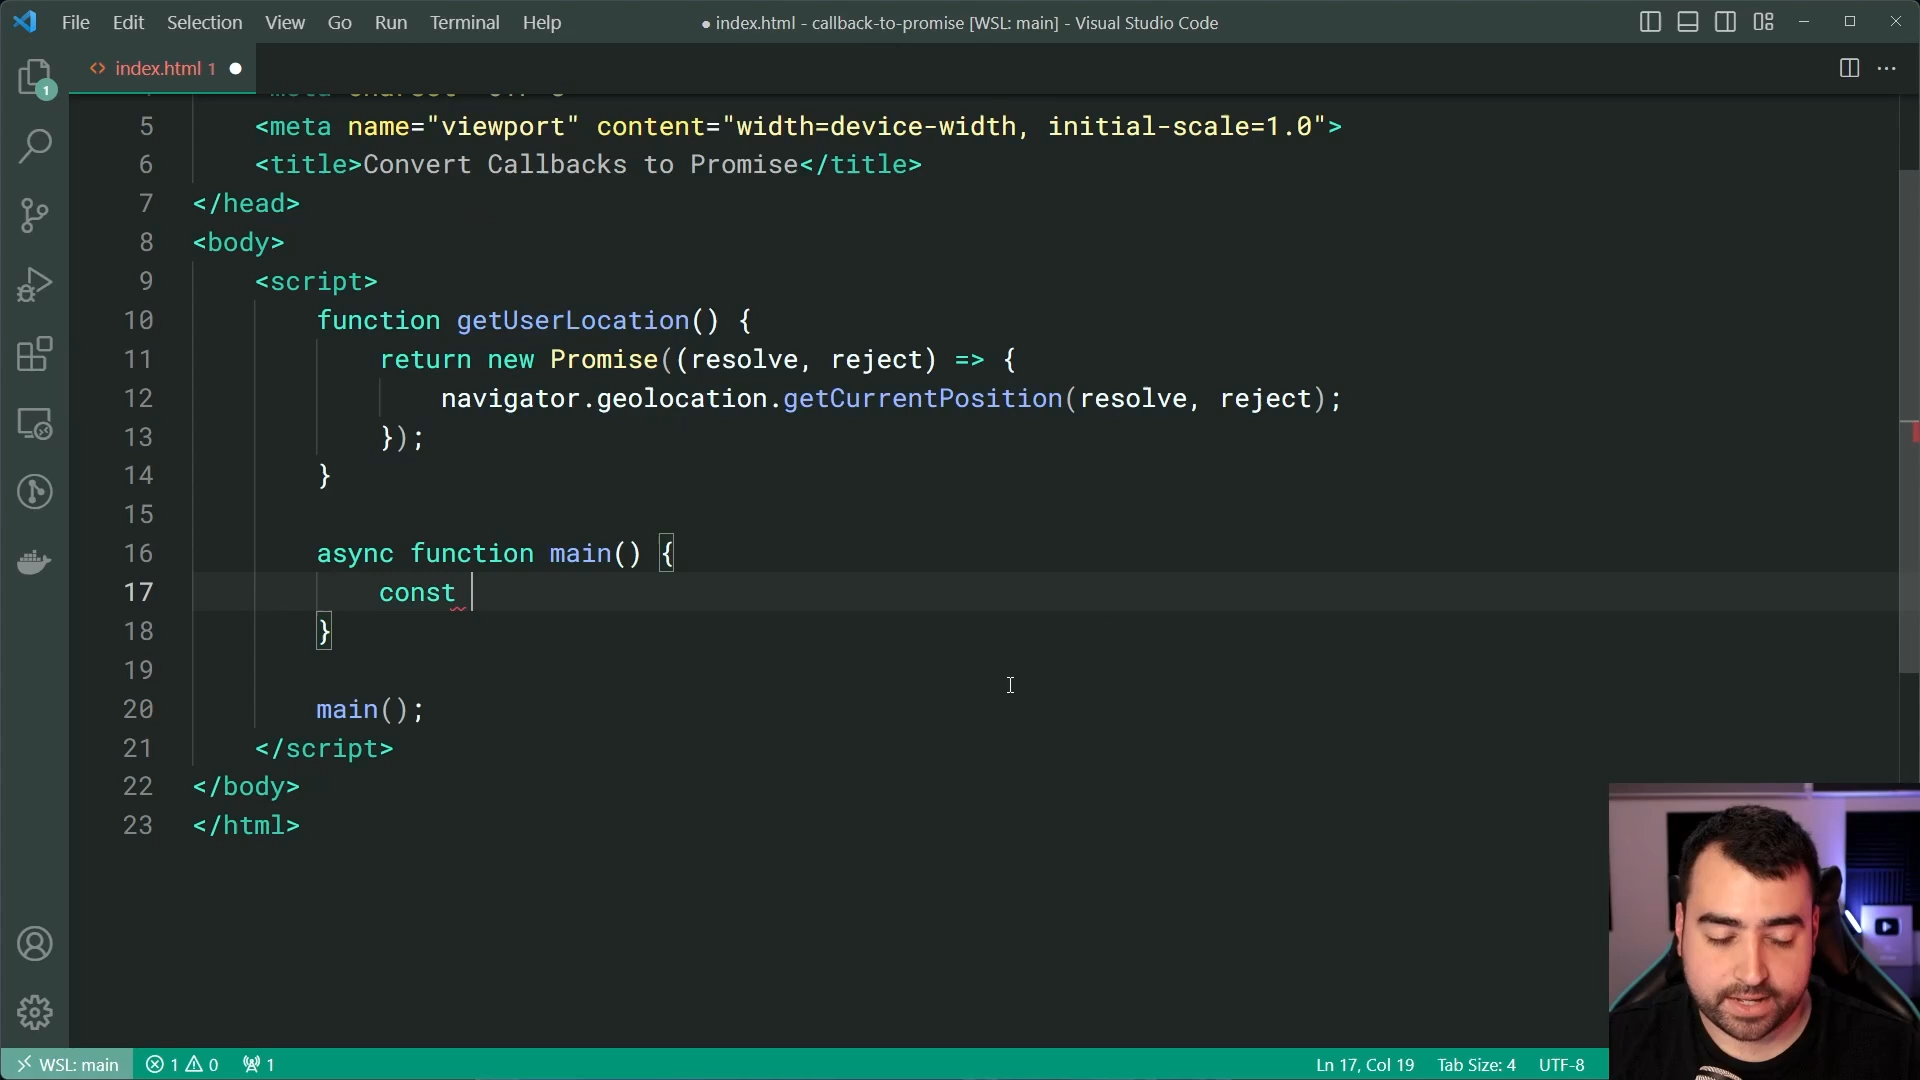 File Edit Selection View Go Run Terminal Help
● index.html - callback-to-promise [WSL: main] - Visual Studio Code
1
<> index.html 1 ●
5 <meta name="viewport" content="width=device-width, initial-scale=1.0">
6 <title>Convert Callbacks to Promise</title>
7 </head>
8 <body>
9 <script>
10 function getUserLocation() {
11 return new Promise((resolve, reject) => {
12 navigator.geolocation.getCurrentPosition(resolve, reject);
13 });
14 }
15
16 async function main() {
17 const
18 }
19
20 main();
21 </script>
22 </body>
23 </html>
WSL: main 1 0 1 Ln 17, Col 19 Tab Size: 4 UTF-8